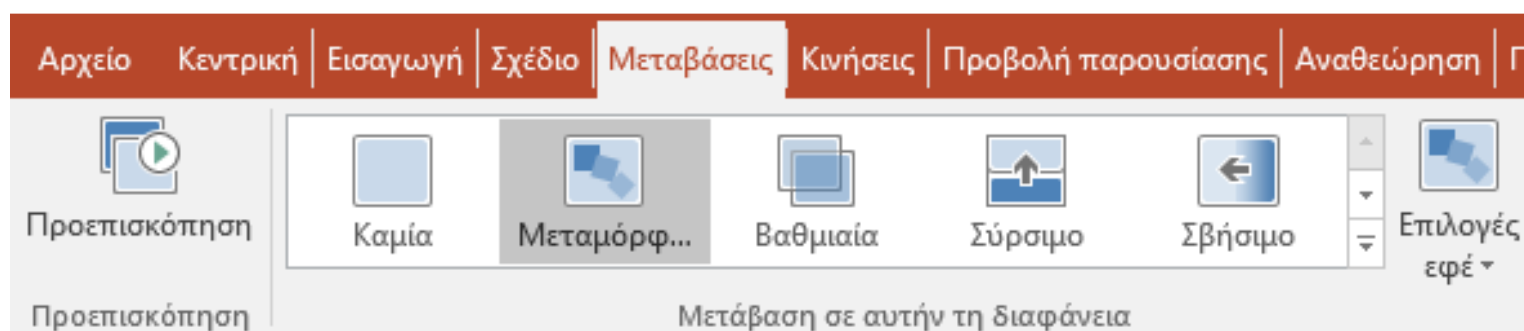 Αρχείο Κεντρική Εισαγωγή Σχέδιο Μεταβάσεις Κινήσεις Προβολή παρουσίασης Αναθεώρηση
Προεπισκόπηση
Καμία Μεταμόρφ... Βαθμιαία Σύρσιμο Σβήσιμο
Επιλογές
εφέ
Προεπισκόπηση Μετάβαση σε αυτήν τη διαφάνεια